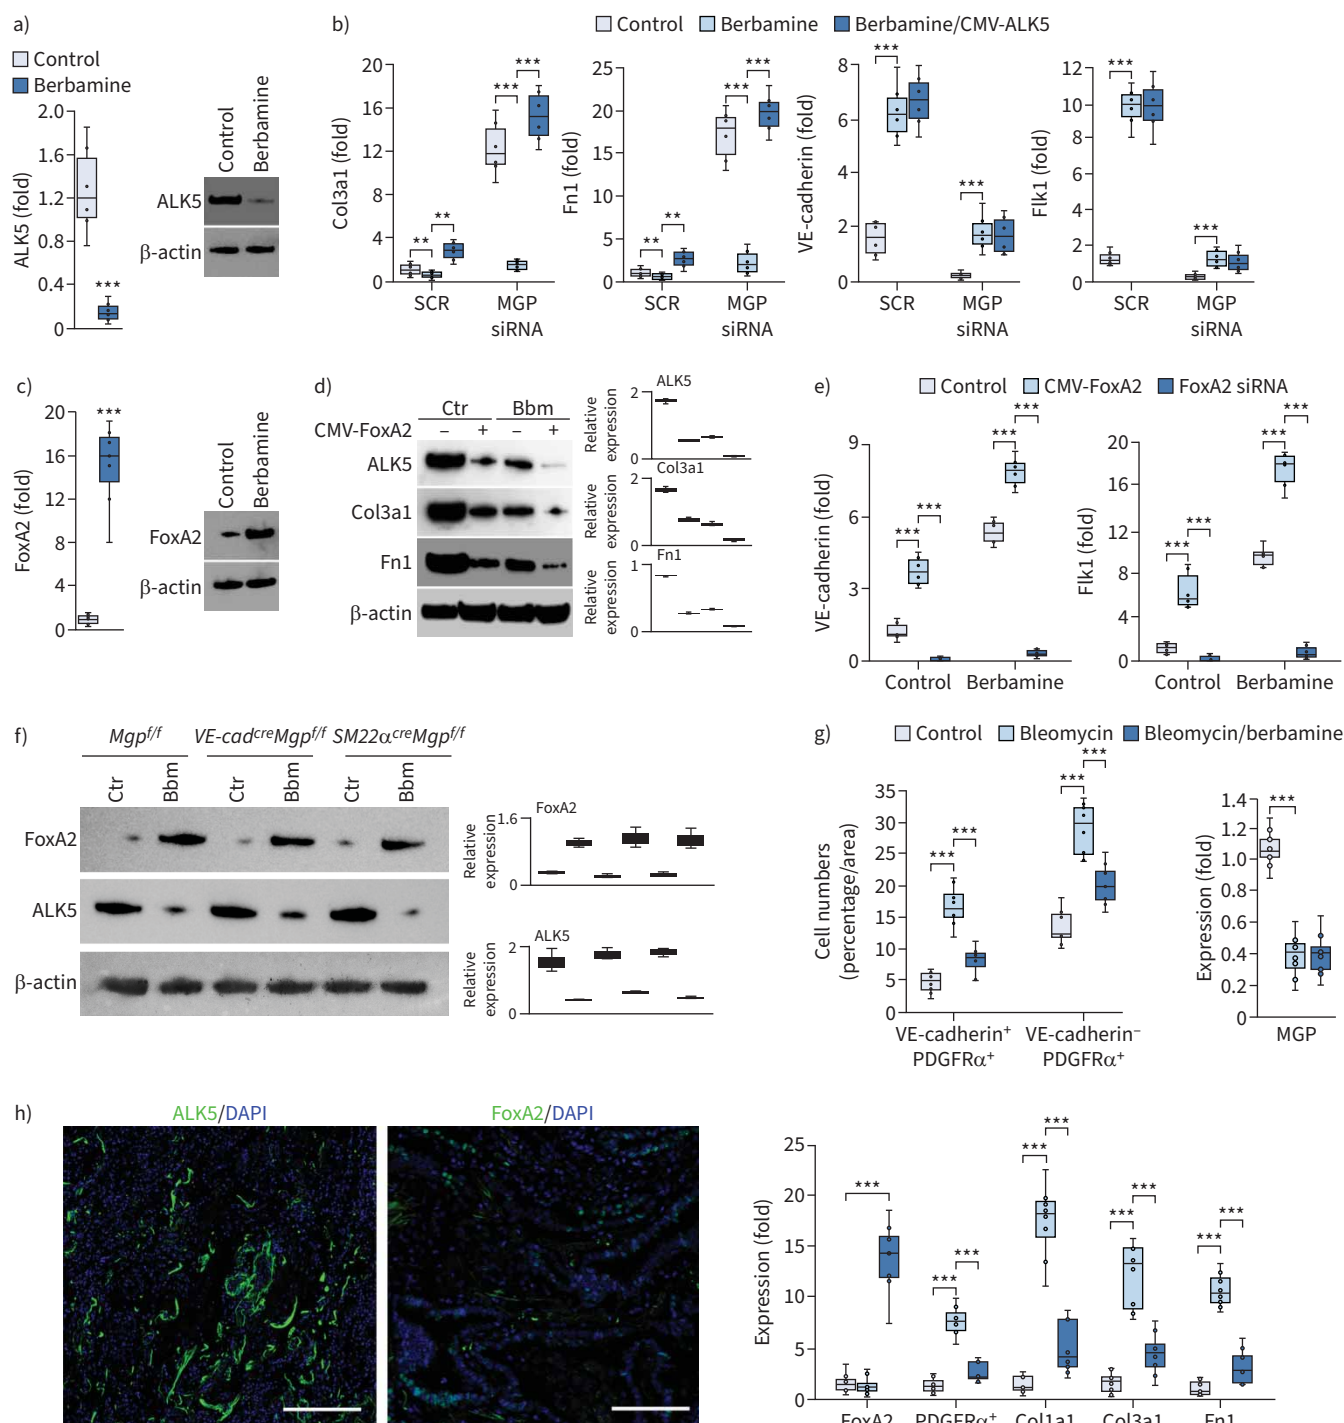 a)
Control
Berbamine
ALK5 (fold)
2.0
1.6
1.2
0.8
0.4
0
***
Control
Berbamine
ALK5
β-actin
b)
Control
Berbamine
Berbamine/CMV-ALK5
Col3a1 (fold)
20
16
12
8
4
0
**
**
***
***
SCR
MGP
siRNA
Fn1 (fold)
25
20
15
10
5
0
**
**
***
***
SCR
MGP
siRNA
VE-cadherin (fold)
8
6
4
2
0
***
***
SCR
MGP
siRNA
Flk1 (fold)
12
10
8
6
4
2
0
***
***
SCR
MGP
siRNA
c)
FoxA2 (fold)
20
16
12
8
4
0
***
Control
Berbamine
FoxA2
β-actin
d)
Ctr
Bbm
CMV-FoxA2 – + – +
ALK5
Col3a1
Fn1
β-actin
ALK5
Relative
expression
2
0
Col3a1
Relative
expression
2
0
Fn1
Relative
expression
1
0
e)
Control
CMV-FoxA2
FoxA2 siRNA
VE-cadherin (fold)
9
6
3
0
***
***
***
***
Control
Berbamine
Flk1 (fold)
20
16
12
8
4
0
***
***
***
***
Control
Berbamine
f)
Mgpf/f
VE-cadcreMgpf/f
SM22αcreMgpf/f
Ctr
Bbm
Ctr
Bbm
Ctr
Bbm
FoxA2
ALK5
β-actin
FoxA2
Relative
expression
1.6
0
ALK5
Relative
expression
2
0
g)
Control
Bleomycin
Bleomycin/berbamine
Cell numbers
(percentage/area)
35
30
25
20
15
10
5
0
***
***
***
***
VE-cadherin+
PDGFRα+
VE-cadherin–
PDGFRα+
Expression (fold)
1.4
1.2
1.0
0.8
0.6
0.4
0.2
0
***
MGP
h)
ALK5/DAPI
FoxA2/DAPI
Expression (fold)
25
20
15
10
5
0
***
***
***
***
***
***
***
***
***
FoxA2
PDGFRα+
Col1a1
Col3a1
Fn1